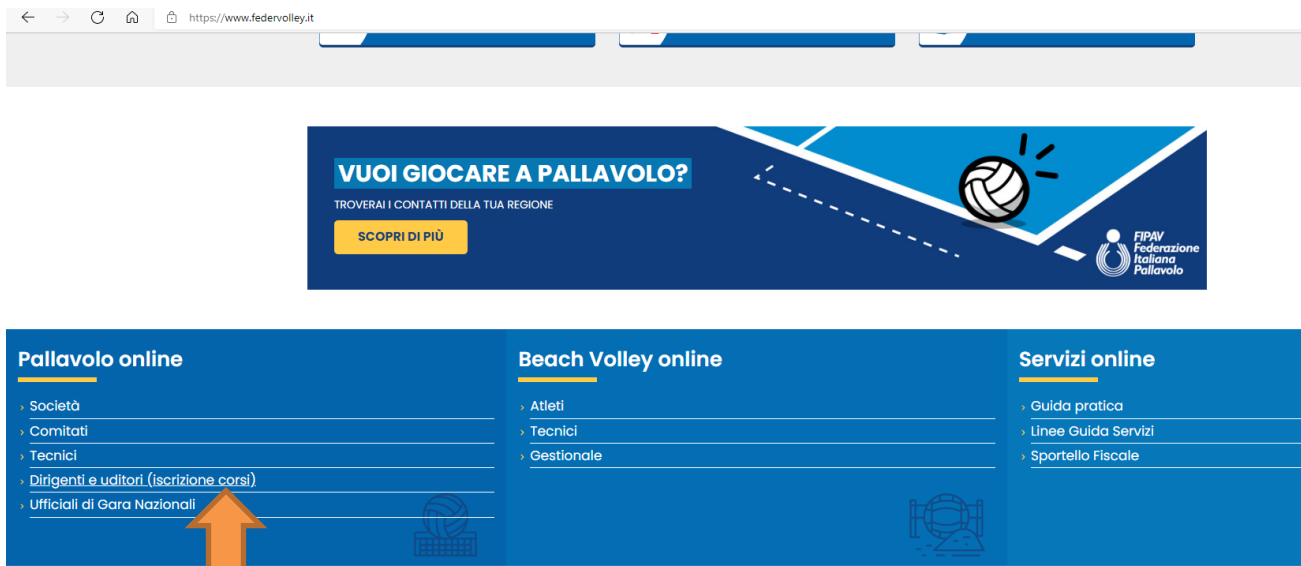 https://www.federvolley.it
VUOI GIOCARE A PALLAVOLO?
TROVERAI I CONTATTI DELLA TUA REGIONE
SCOPRI DI PIÙ
FIPAV
Federazione
Italiana
Pallavolo
Pallavolo online
› Società
› Comitati
› Tecnici
› Dirigenti e uditori (iscrizione corsi)
› Ufficiali di Gara Nazionali
Beach Volley online
› Atleti
› Tecnici
› Gestionale
Servizi online
› Guida pratica
› Linee Guida Servizi
› Sportello Fiscale